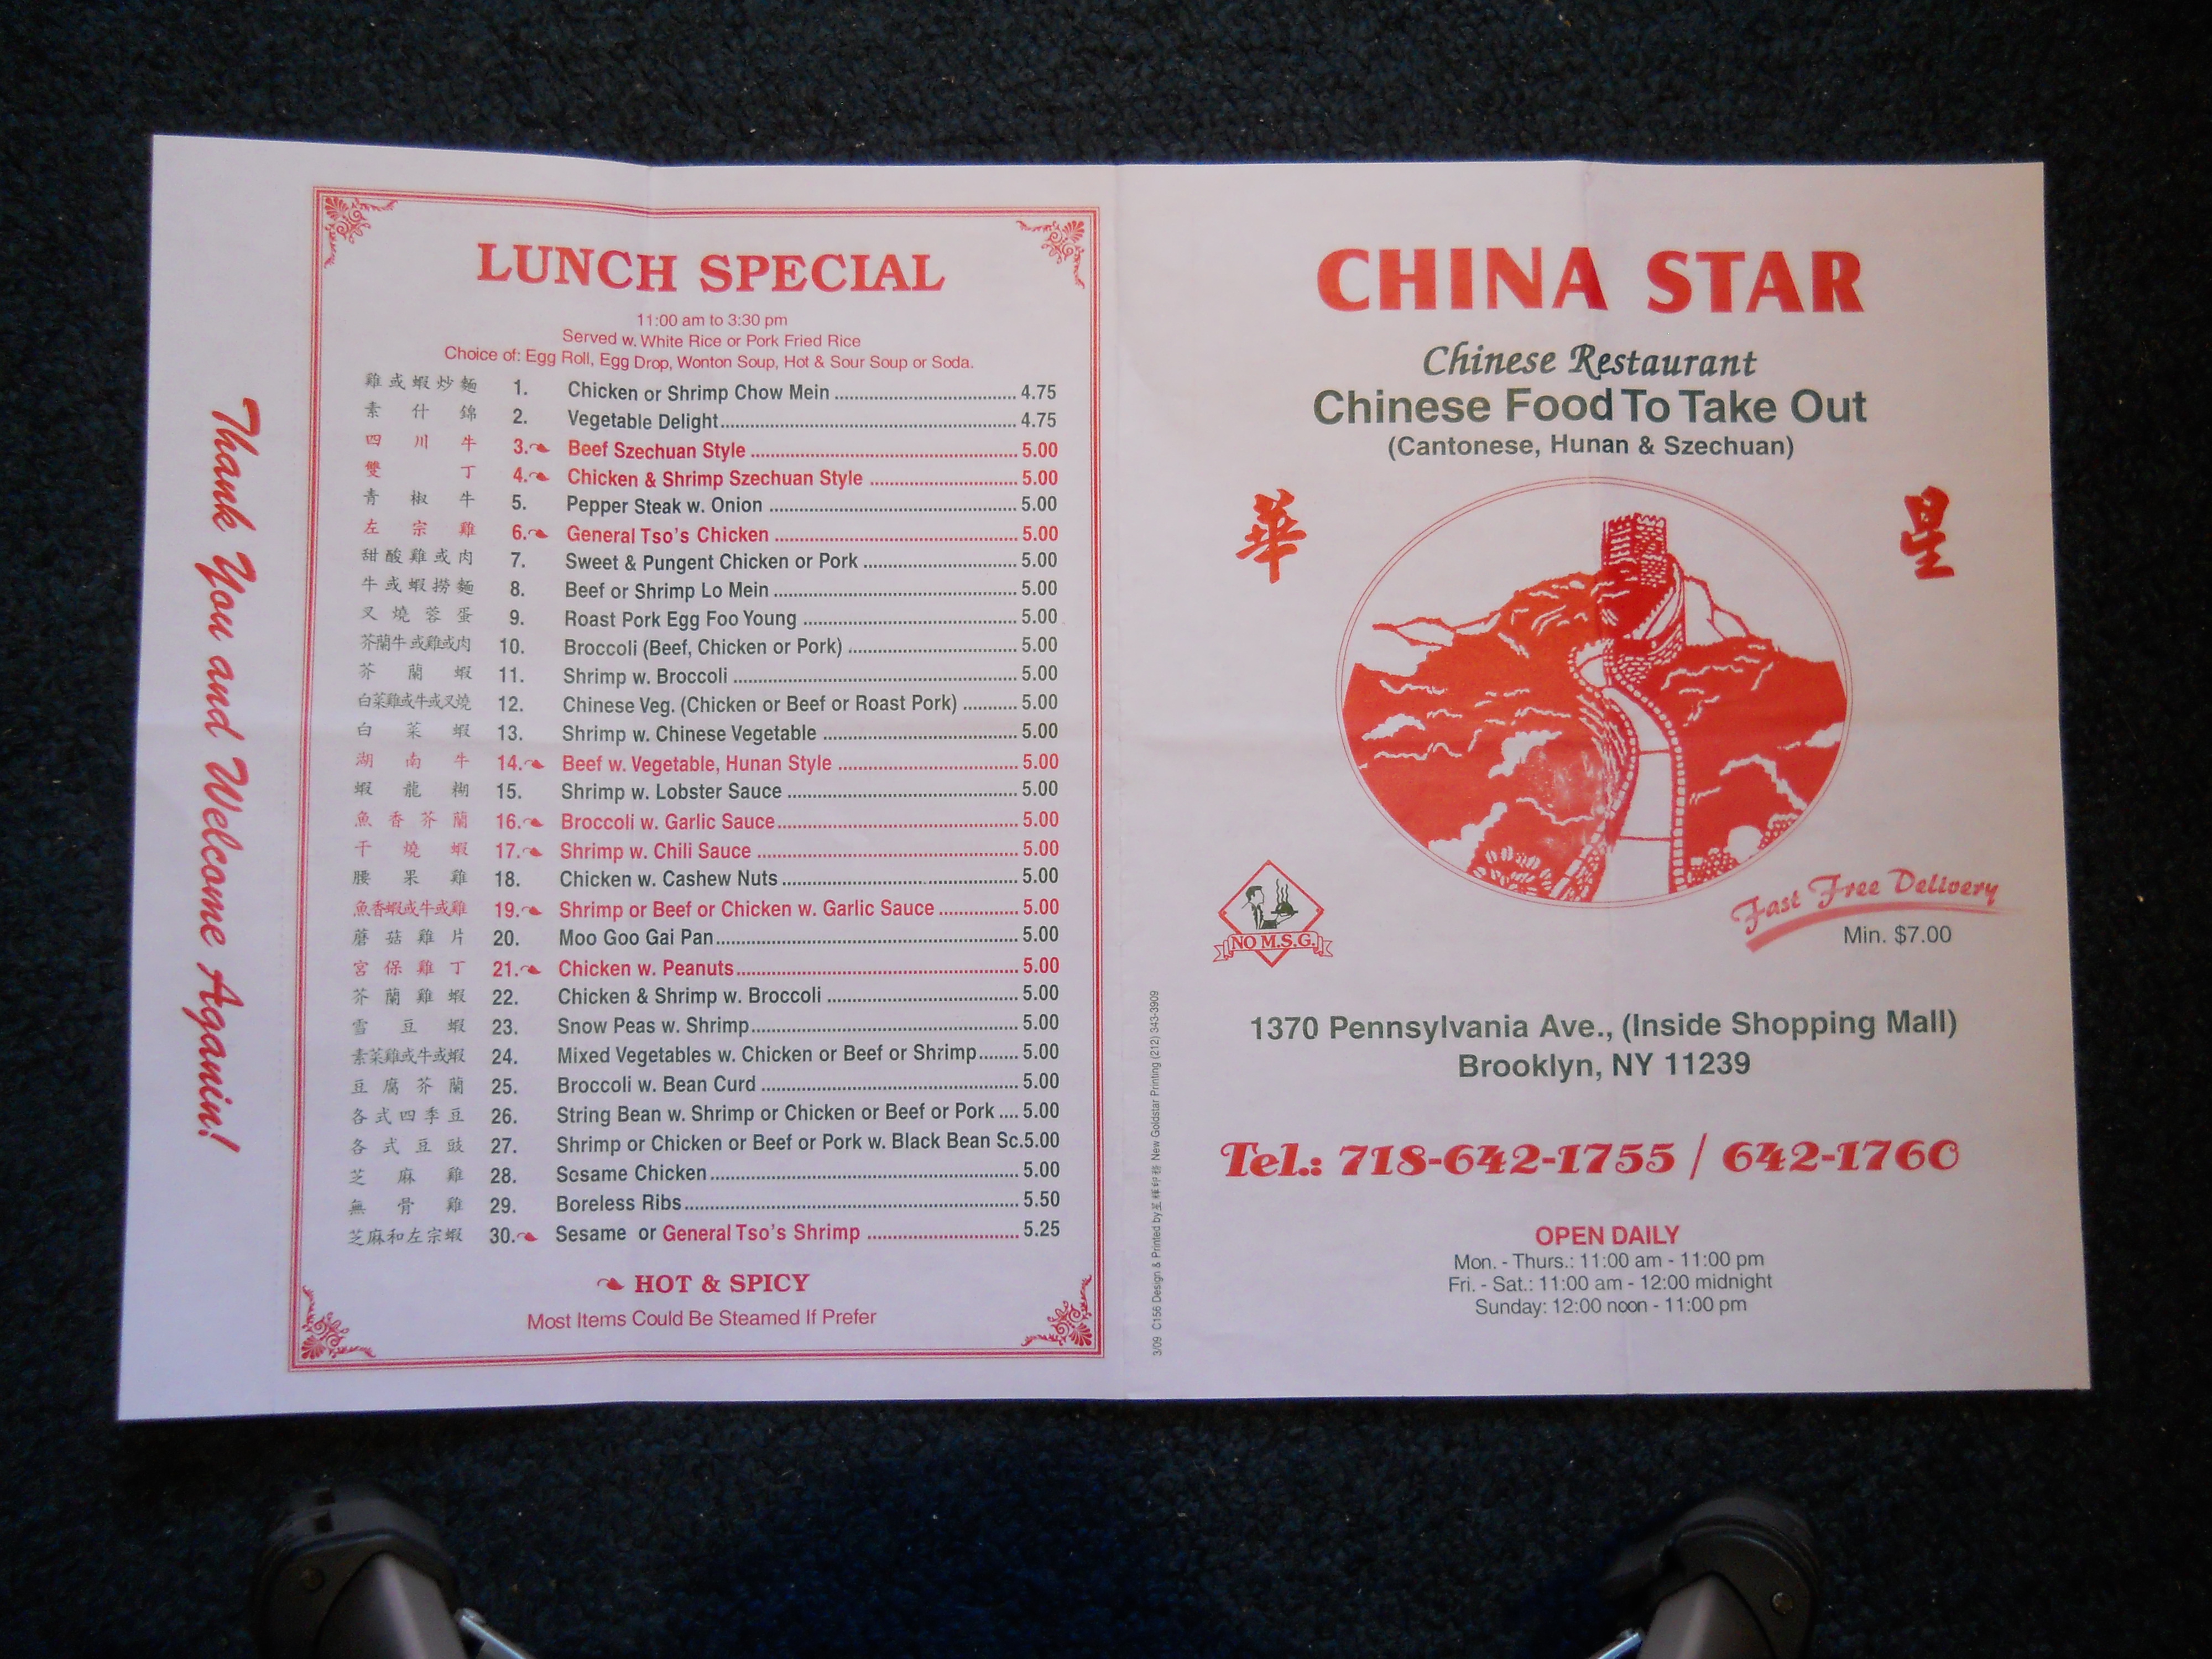 Thank You and Welcome Again!
LUNCH SPECIAL
11:00 am to 3:30 pm
Served w. White Rice or Pork Fried Rice
Choice of: Egg Roll, Egg Drop, Wonton Soup, Hot & Sour Soup or Soda.
雞或蝦炒麵 1. Chicken or Shrimp Chow Mein 4.75
素什錦 2. Vegetable Delight 4.75
四川牛 3. Beef Szechuan Style 5.00
雙丁 4. Chicken & Shrimp Szechuan Style 5.00
青椒牛 5. Pepper Steak w. Onion 5.00
左宗雞 6. General Tso's Chicken 5.00
甜酸雞或肉 7. Sweet & Pungent Chicken or Pork 5.00
牛或蝦撈麵 8. Beef or Shrimp Lo Mein 5.00
叉燒蓉蛋 9. Roast Pork Egg Foo Young 5.00
芥蘭牛或雞或肉 10. Broccoli (Beef, Chicken or Pork) 5.00
芥蘭蝦 11. Shrimp w. Broccoli 5.00
白菜雞或牛或叉燒 12. Chinese Veg. (Chicken or Beef or Roast Pork) 5.00
白菜蝦 13. Shrimp w. Chinese Vegetable 5.00
湖南牛 14. Beef w. Vegetable, Hunan Style 5.00
蝦龍糊 15. Shrimp w. Lobster Sauce 5.00
魚香芥蘭 16. Broccoli w. Garlic Sauce 5.00
干燒蝦 17. Shrimp w. Chili Sauce 5.00
腰果雞 18. Chicken w. Cashew Nuts 5.00
魚香蝦或牛或雞 19. Shrimp or Beef or Chicken w. Garlic Sauce 5.00
蘑菇雞片 20. Moo Goo Gai Pan 5.00
宮保雞丁 21. Chicken w. Peanuts 5.00
芥蘭雞蝦 22. Chicken & Shrimp w. Broccoli 5.00
雪豆蝦 23. Snow Peas w. Shrimp 5.00
素菜雞或牛或蝦 24. Mixed Vegetables w. Chicken or Beef or Shrimp 5.00
豆腐芥蘭 25. Broccoli w. Bean Curd 5.00
各式四季豆 26. String Bean w. Shrimp or Chicken or Beef or Pork 5.00
各式豆豉 27. Shrimp or Chicken or Beef or Pork w. Black Bean Sc. 5.00
芝麻雞 28. Sesame Chicken 5.00
無骨雞 29. Boreless Ribs 5.50
芝麻和左宗蝦 30. Sesame or General Tso's Shrimp 5.25
HOT & SPICY
Most Items Could Be Steamed If Prefer
CHINA STAR
Chinese Restaurant
Chinese Food To Take Out
(Cantonese, Hunan & Szechuan)
華 星
NO M.S.G.
Fast Free Delivery
Min. $7.00
1370 Pennsylvania Ave., (Inside Shopping Mall)
Brooklyn, NY 11239
Tel.: 718-642-1755 / 642-1760
OPEN DAILY
Mon. - Thurs.: 11:00 am - 11:00 pm
Fri. - Sat.: 11:00 am - 12:00 midnight
Sunday: 12:00 noon - 11:00 pm
3/09 C156 Design & Printed by New Goldstar Printing (212) 343-3909